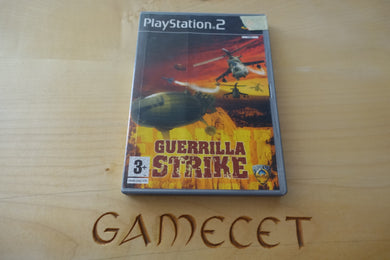 PlayStation 2
GUERRILLA
STRIKE
3+
GAMECET